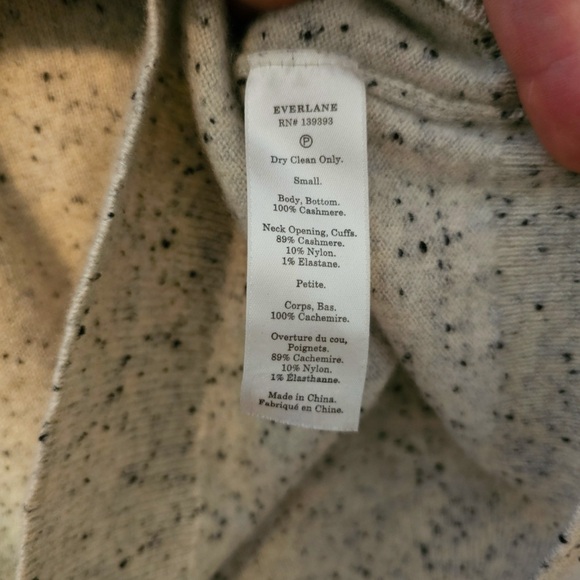 EVERLANE
RN# 139393
P
Dry Clean Only.
Small.
Body, Bottom.
100% Cashmere.
Neck Opening, Cuffs.
89% Cashmere.
10% Nylon.
1% Elastane.
Petite.
Corps, Bas.
100% Cachemire.
Overture du cou,
Poignets.
89% Cachemire.
10% Nylon.
1% Élasthanne.
Made in China.
Fabriqué en Chine.